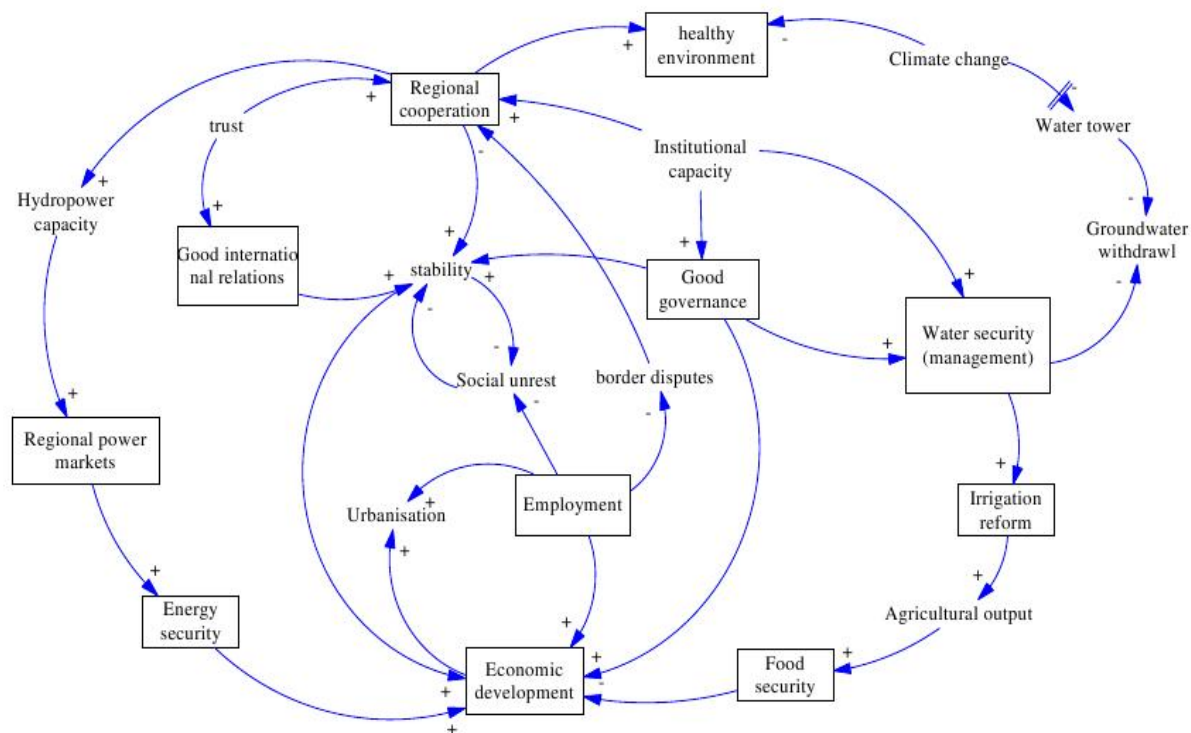 healthy
environment
+
-
Climate change
Regional
cooperation
+
+
-
-
trust
Water tower
Institutional
capacity
+
Hydropower
capacity
+
-
Groundwater
withdrawl
Good internatio
nal relations
+
+
stability
+
+
Good
governance
+
-
-
-
Water security
(management)
+
Social unrest
-
border disputes
-
+
Regional power
markets
+
Urbanisation
+
Employment
Irrigation
reform
+
+
Energy
security
+
Agricultural output
+
Economic
development
+
+
-
Food
security
+
+